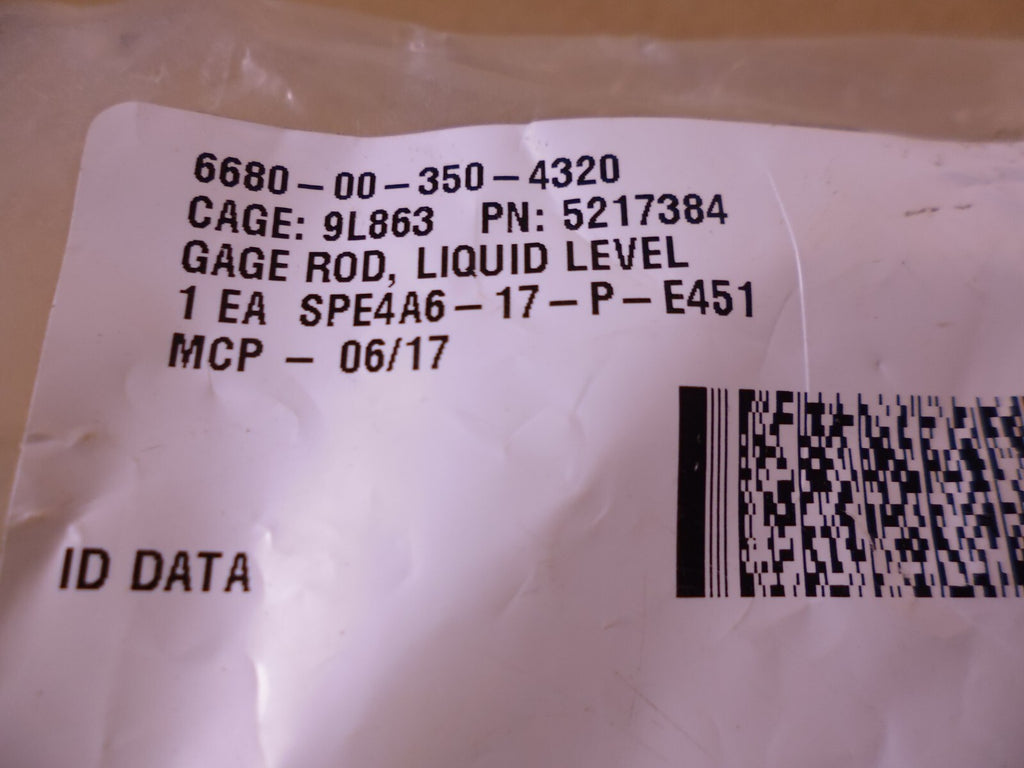 6680-00-350-4320
CAGE: 9L863 PN: 5217384
GAGE ROD, LIQUID LEVEL
1 EA SPE4A6-17-P-E451
MCP - 06/17
ID DATA